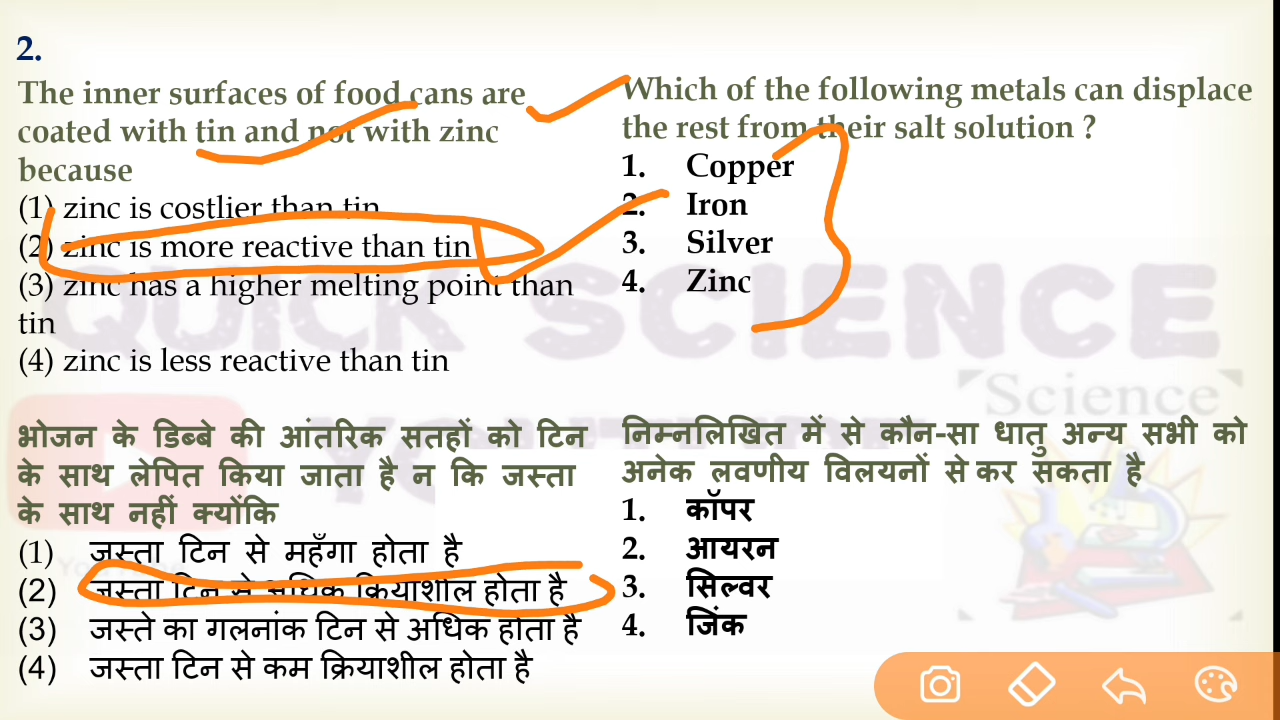 2.
The inner surfaces of food cans are
coated with tin and not with zinc
because
(1) zinc is costlier than tin
(2) zinc is more reactive than tin
(3) zinc has a higher melting point than
tin
(4) zinc is less reactive than tin
भोजन के डिब्बे की आंतरिक सतहों को टिन
के साथ लेपित किया जाता है न कि जस्ता
के साथ नहीं क्योंकि
(1) जस्ता टिन से महँगा होता है
(2) जस्ता टिन से अधिक क्रियाशील होता है
(3) जस्ते का गलनांक टिन से अधिक होता है
(4) जस्ता टिन से कम क्रियाशील होता है
Which of the following metals can displace
the rest from their salt solution ?
1. Copper
2. Iron
3. Silver
4. Zinc
निम्नलिखित में से कौन-सा धातु अन्य सभी को
अनेक लवणीय विलयनों से कर सकता है
1. कॉपर
2. आयरन
3. सिल्वर
4. जिंक
QUICK SCIENCE
Science